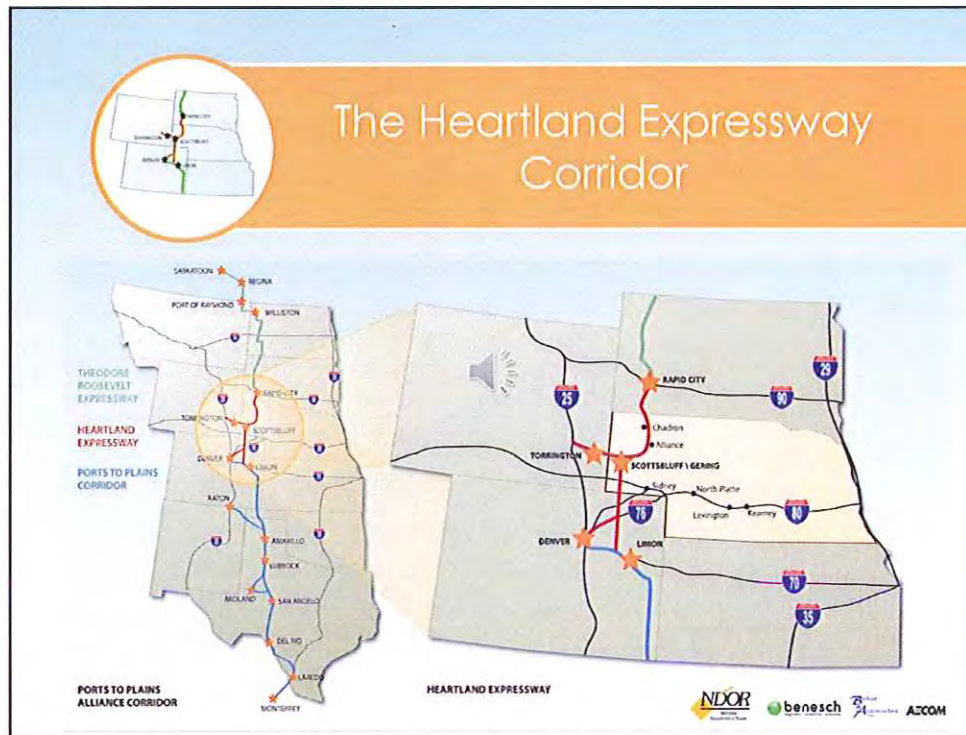 The Heartland Expressway
Corridor
RAPID CITY
SCOTTSBLUFF
SASKATOON
REGINA
PORT OF RAYMOND
WILLISTON
THEODORE
ROOSEVELT
EXPRESSWAY
HEARTLAND
EXPRESSWAY
PORTS TO PLAINS
CORRIDOR
RAPID CITY
TORRINGTON
SCOTTSBLUFF
DENVER
LIMON
RATON
AMARILLO
LUBBOCK
MIDLAND
SAN ANGELO
DEL RIO
LAREDO
MONTERREY
PORTS TO PLAINS
ALLIANCE CORRIDOR
29
25
RAPID CITY
90
Chadron
Alliance
TORRINGTON
SCOTTSBLUFF \ GERING
Sidney
North Platte
76
Lexington
Kearney
80
DENVER
LIMON
70
35
HEARTLAND EXPRESSWAY
NDOR
benesch
AECOM